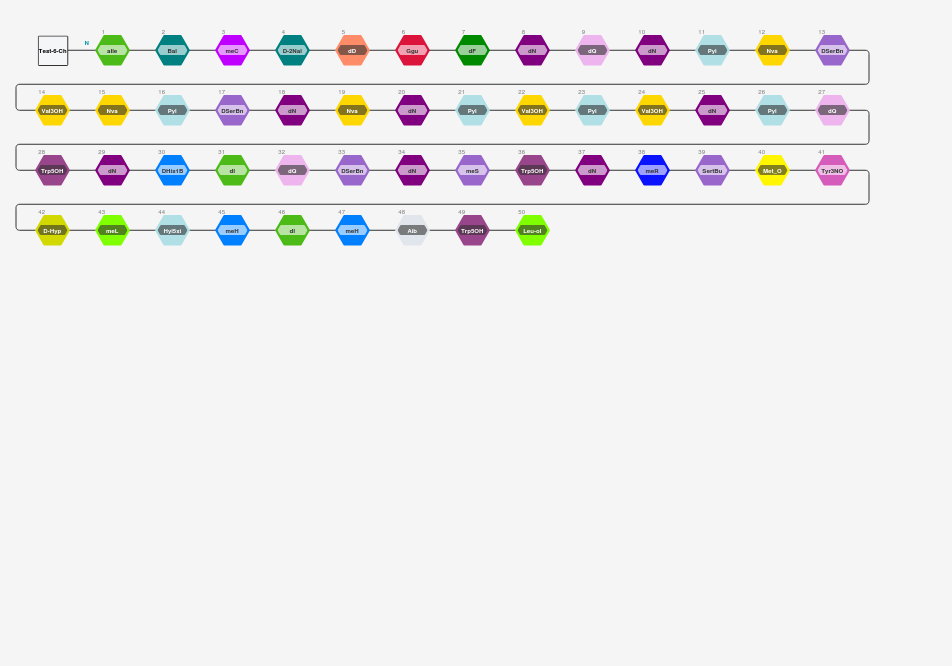 1 2 3 4 5 6 7 8 9 10 11 12 13
Test-6-Ch N aIle Bal meC D-2Nal dD Ggu dF dN dQ dN Pyl Nva DSerBn
14 15 16 17 18 19 20 21 22 23 24 25 26 27
Val3OH Nva Pyl DSerBn dN Nva dN Pyl Val3OH Pyl Val3OH dN Pyl dQ
28 29 30 31 32 33 34 35 36 37 38 39 40 41
Trp5OH dN DHis1B dI dQ DSerBn dN meS Trp5OH dN meR SertBu Met_O Tyr3NO
42 43 44 45 46 47 48 49 50
D-Hyp meL HylSsi meH dI meH Aib Trp5OH Leu-ol